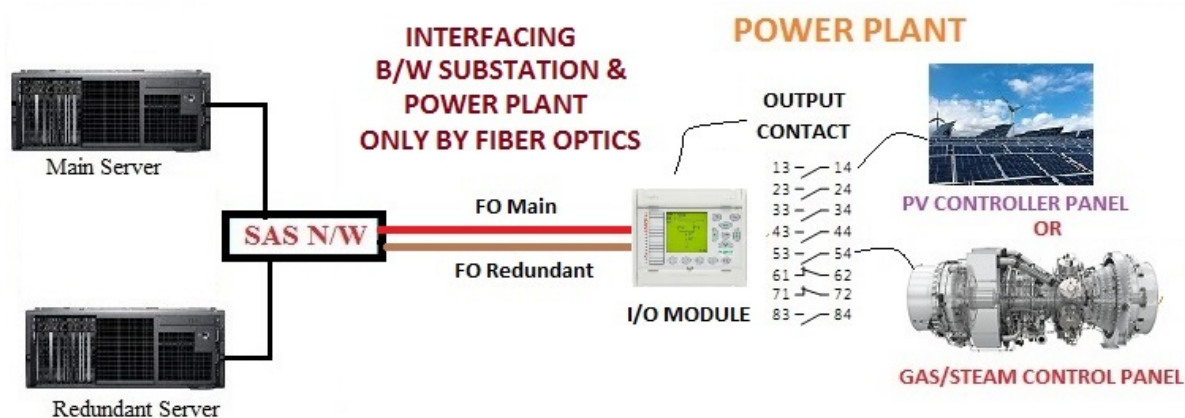 INTERFACING
B/W SUBSTATION &
POWER PLANT
ONLY BY FIBER OPTICS
POWER PLANT
Main Server
SAS N/W
Redundant Server
FO Main
FO Redundant
I/O MODULE
OUTPUT
CONTACT
13 14
23 24
33 34
43 44
53 54
61 62
71 72
83 84
PV CONTROLLER PANEL
OR
GAS/STEAM CONTROL PANEL